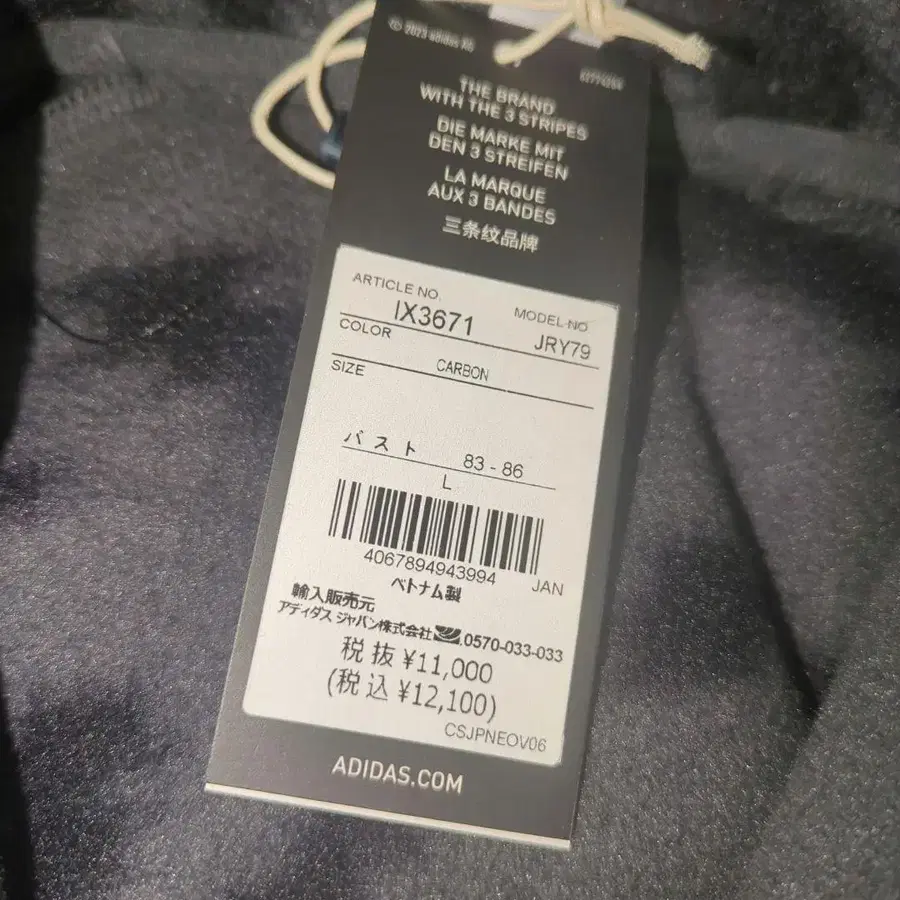 © 2023 adidas AG
THE BRAND
WITH THE 3 STRIPES
DIE MARKE MIT
DEN 3 STREIFEN
LA MARQUE
AUX 3 BANDES
三条纹品牌
ARTICLE NO.
MODEL-NO
IX3671
JRY79
COLOR
CARBON
SIZE
バスト 83 - 86
L
4067894943994
JAN
ベトナム製
輸入販売元
アディダス ジャパン株式会社 0570-033-033
税抜 ¥11,000
(税込 ¥12,100)
CSJPNEOV06
ADIDAS.COM